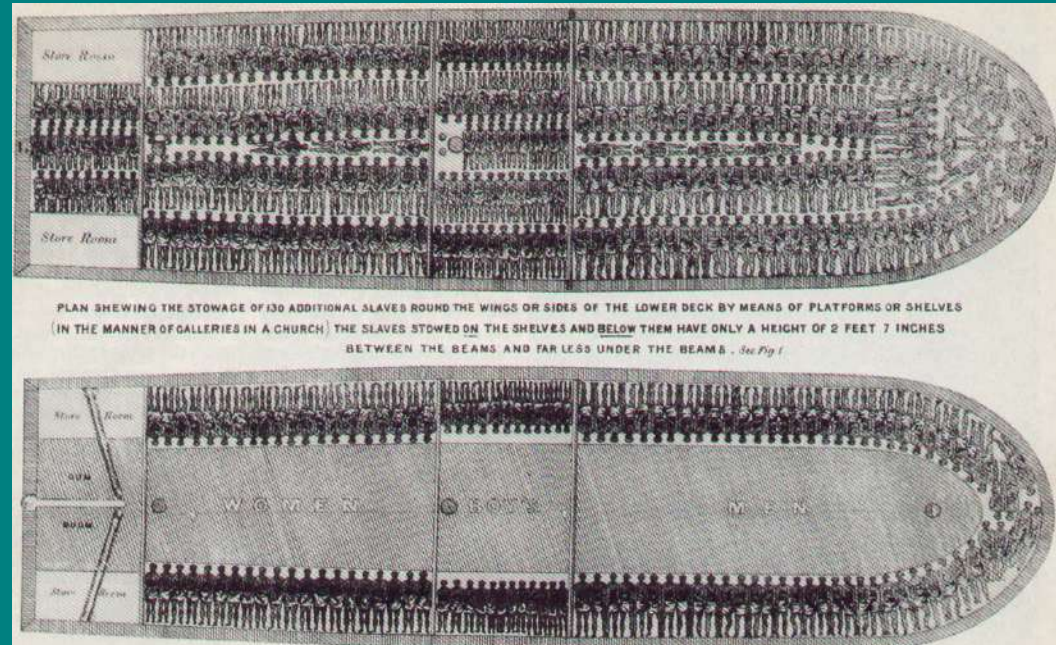 Store Room
Store Room
PLAN SHEWING THE STOWAGE OF 130 ADDITIONAL SLAVES ROUND THE WINGS OR SIDES OF THE LOWER DECK BY MEANS OF PLATFORMS OR SHELVES
(IN THE MANNER OF GALLERIES IN A CHURCH) THE SLAVES STOWED ON THE SHELVES AND BELOW THEM HAVE ONLY A HEIGHT OF 2 FEET 7 INCHES
BETWEEN THE BEAMS AND FAR LESS UNDER THE BEAMS. See Fig 1
Store Room
GUN
WOMEN BOYS MEN
ROOM
Store Room